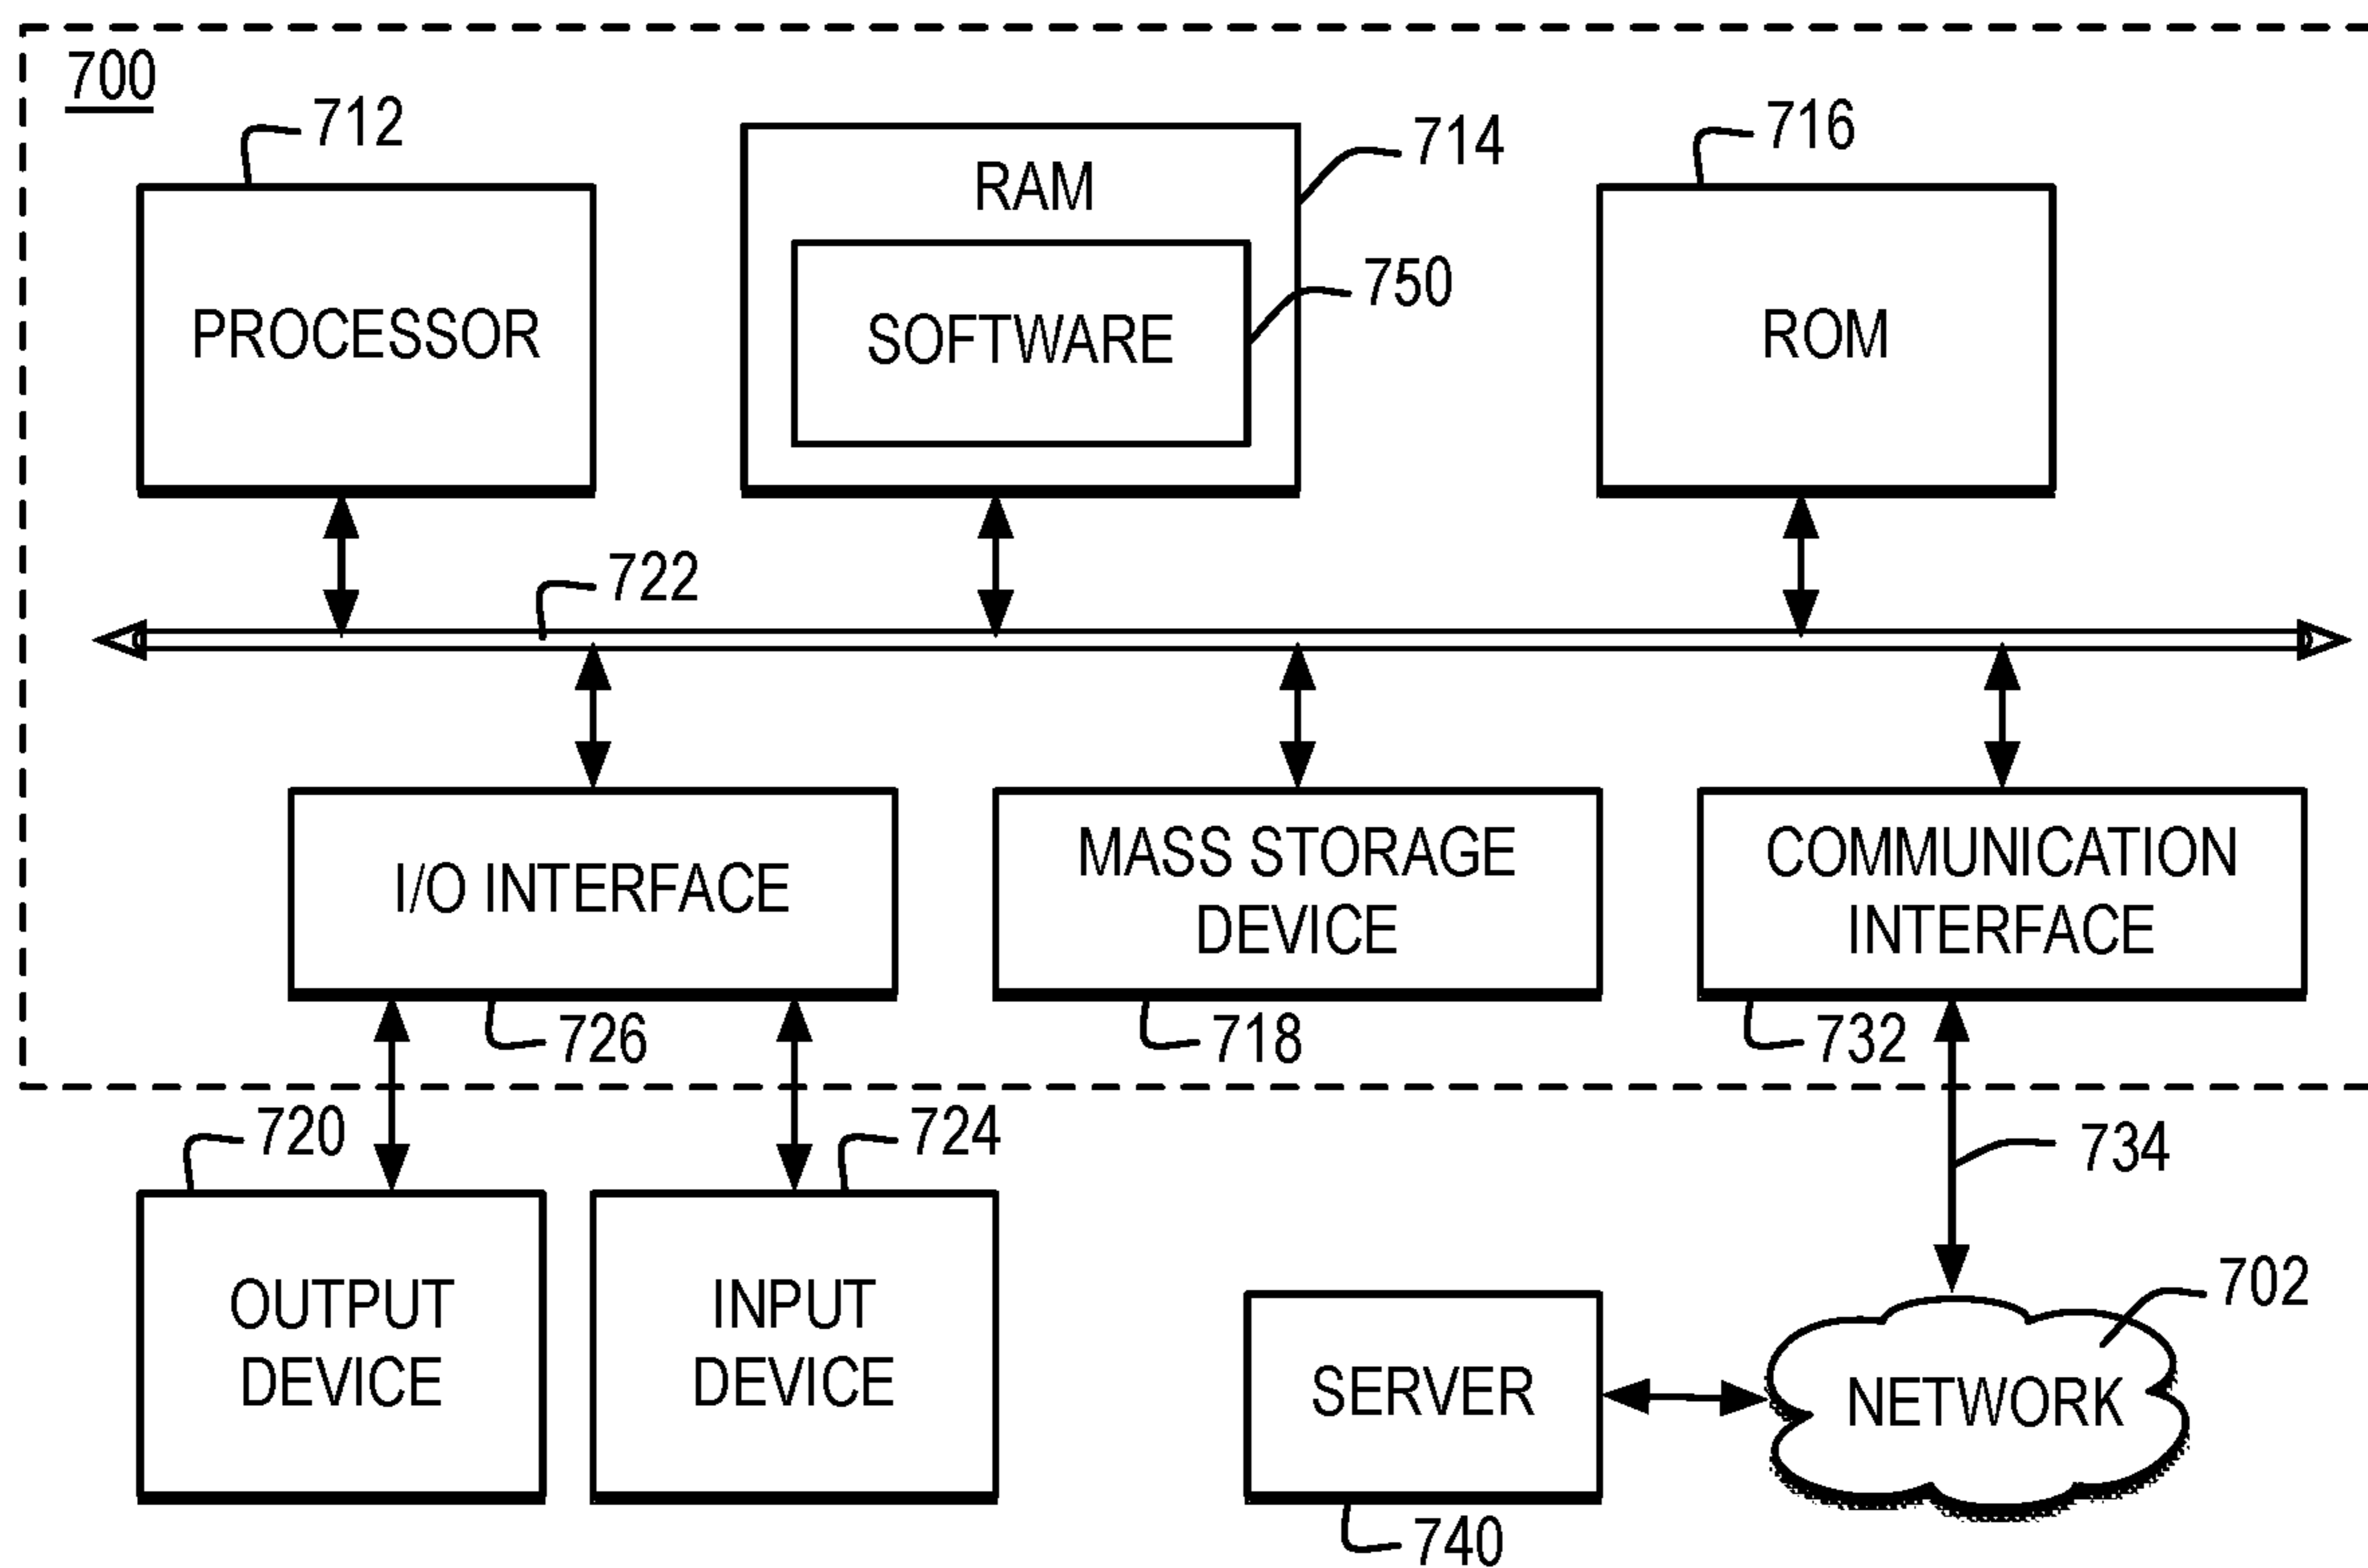 700
712
714
716
RAM
750
PROCESSOR
SOFTWARE
ROM
722
I/O INTERFACE
MASS STORAGE
DEVICE
COMMUNICATION
INTERFACE
726
718
732
720
724
734
OUTPUT
DEVICE
INPUT
DEVICE
702
SERVER
NETWORK
740